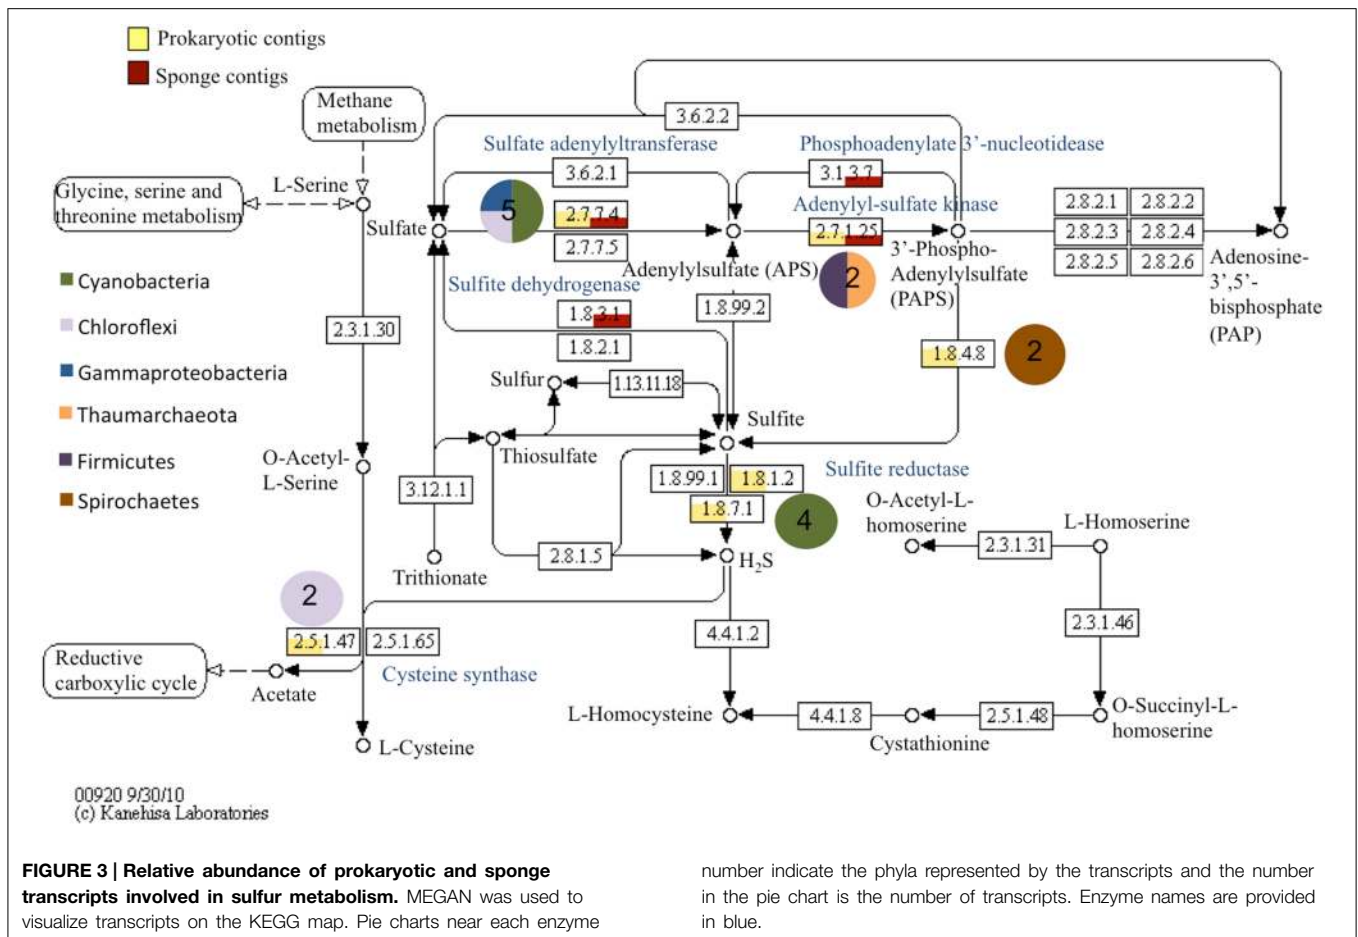 Prokaryotic contigs
Sponge contigs
Methane
metabolism
3.6.2.2
Sulfate adenylyltransferase
Phosphoadenylate 3'-nucleotidease
3.6.2.1
3.1.3.7
Glycine, serine and
threonine metabolism
L-Serine
Sulfate
5
2.7.7.4
2.7.7.5
Adenylyl-sulfate kinase
2.7.1.25
2.8.2.1
2.8.2.2
2.8.2.3
2.8.2.4
2.8.2.5
2.8.2.6
Adenylylsulfate (APS)
3'-Phospho-
Adenylylsulfate
(PAPS)
2
Adenosine-
3',5'-
bisphosphate
(PAP)
Cyanobacteria
Chloroflexi
Gammaproteobacteria
Thaumarchaeota
Firmicutes
Spirochaetes
2.3.1.30
Sulfite dehydrogenase
1.8.3.1
1.8.2.1
1.8.99.2
1.8.4.8
2
Sulfur
1.13.11.18
Sulfite
Thiosulfate
O-Acetyl-
L-Serine
3.12.1.1
1.8.99.1
1.8.1.2
1.8.7.1
Sulfite reductase
4
O-Acetyl-L-
homoserine
L-Homoserine
2.3.1.31
2.8.1.5
H₂S
Trithionate
2
2.5.1.47
2.5.1.65
4.4.1.2
2.3.1.46
Reductive
carboxylic cycle
Acetate
Cysteine synthase
L-Homocysteine
4.4.1.8
2.5.1.48
O-Succinyl-L-
homoserine
Cystathionine
L-Cysteine
00920 9/30/10
(c) Kanehisa Laboratories
FIGURE 3 | Relative abundance of prokaryotic and sponge
transcripts involved in sulfur metabolism. MEGAN was used to
visualize transcripts on the KEGG map. Pie charts near each enzyme
number indicate the phyla represented by the transcripts and the number
in the pie chart is the number of transcripts. Enzyme names are provided
in blue.